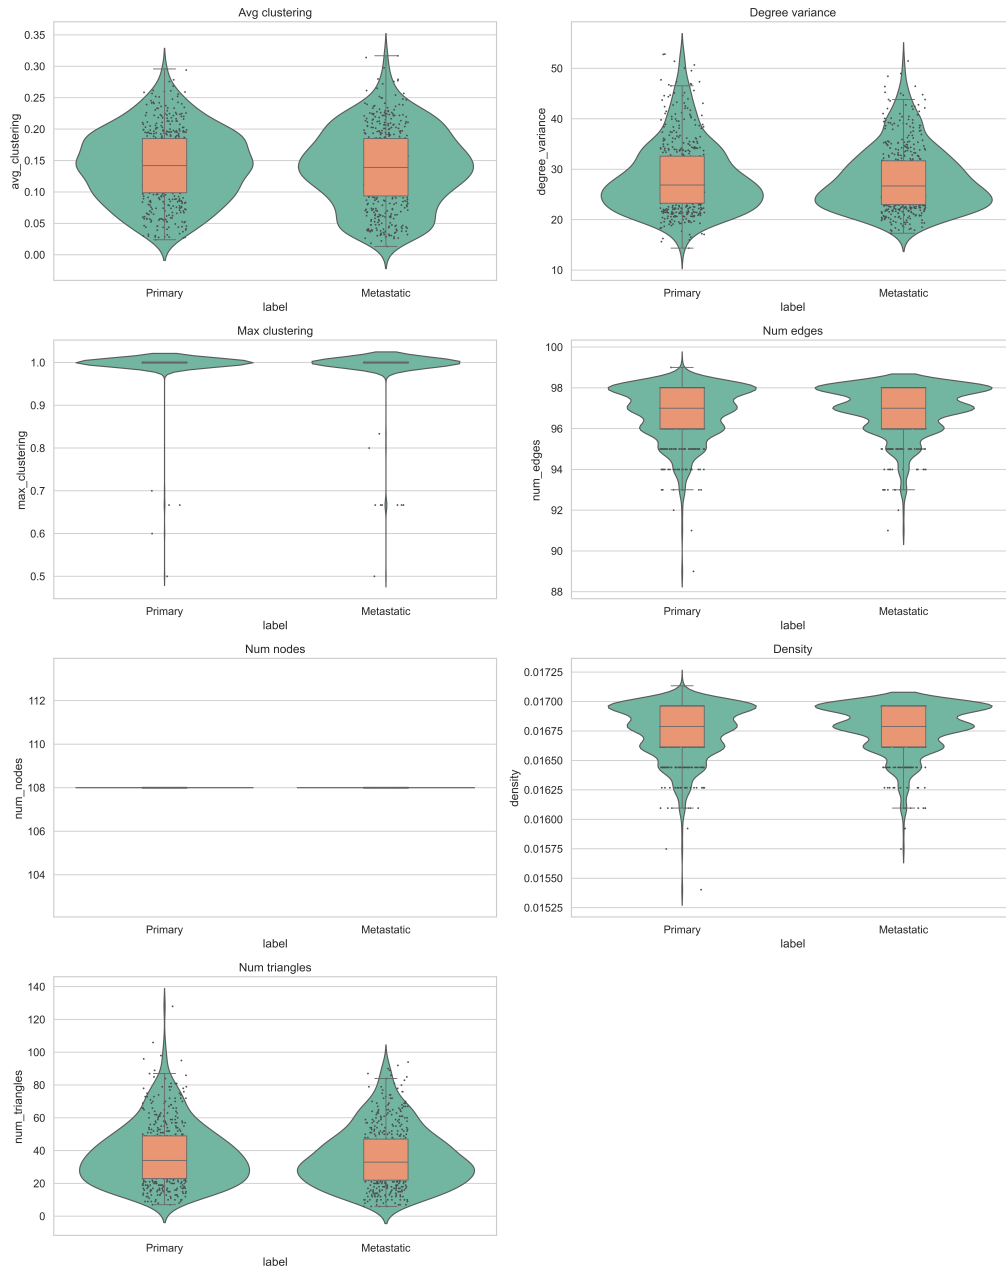 Avg clustering
avg_clustering
0.35
0.30
0.25
0.20
0.15
0.10
0.05
0.00
Primary
Metastatic
label
Degree variance
degree_variance
50
40
30
20
10
Primary
Metastatic
label
Max clustering
max_clustering
1.0
0.9
0.8
0.7
0.6
0.5
Primary
Metastatic
label
Num edges
num_edges
100
98
96
94
92
90
88
Primary
Metastatic
label
Num nodes
num_nodes
112
110
108
106
104
Primary
Metastatic
label
Density
density
0.01725
0.01700
0.01675
0.01650
0.01625
0.01600
0.01575
0.01550
0.01525
Primary
Metastatic
label
Num triangles
num_triangles
140
120
100
80
60
40
20
0
Primary
Metastatic
label